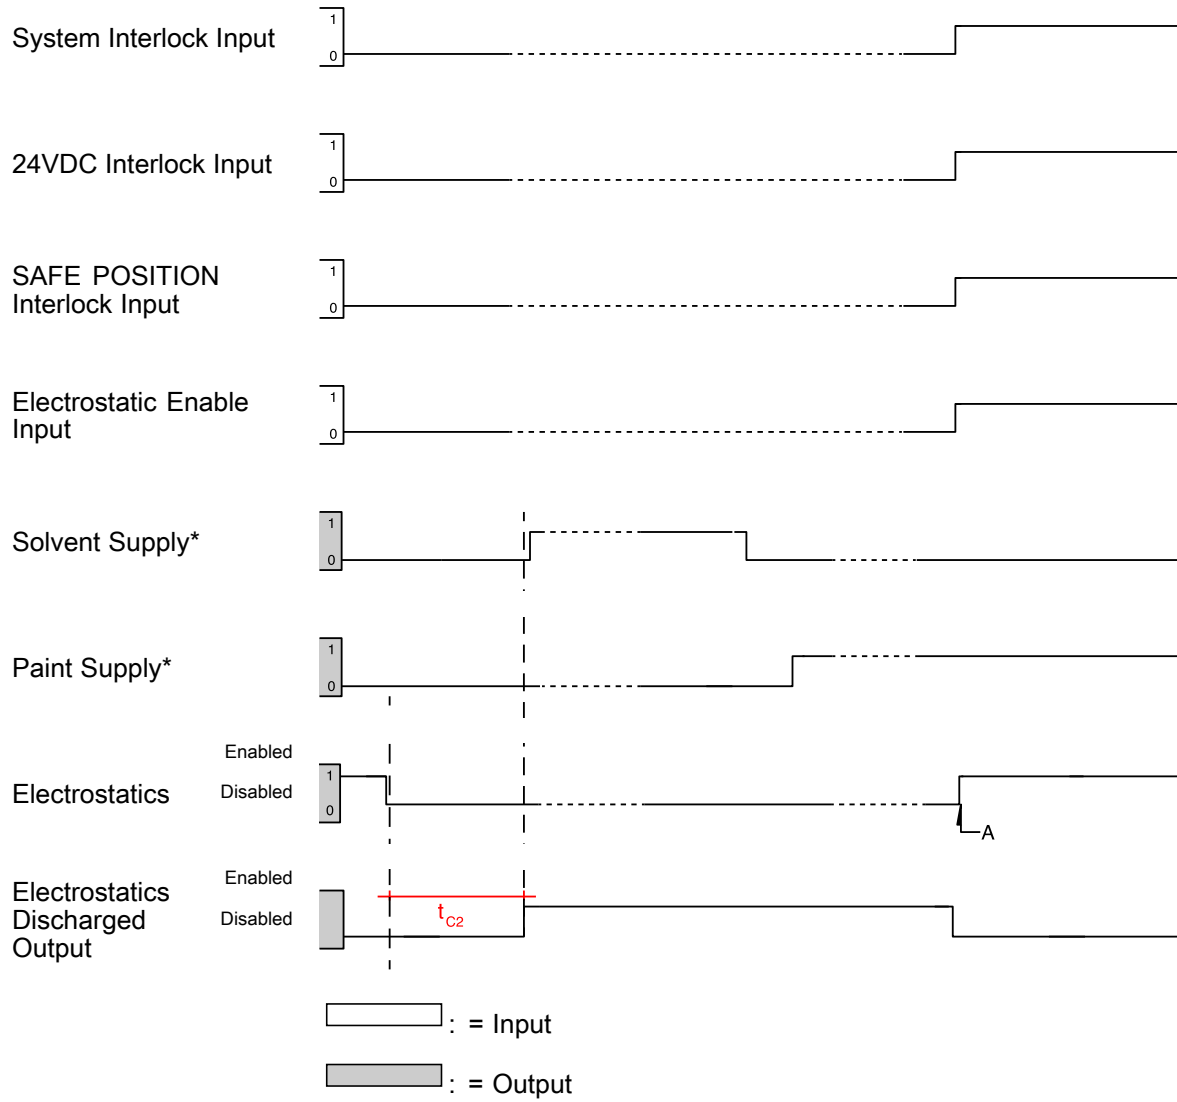 System Interlock Input
1
0
24VDC Interlock Input
1
0
SAFE POSITION
Interlock Input
1
0
Electrostatic Enable
Input
1
0
Solvent Supply*
1
0
Paint Supply*
1
0
Electrostatics
Enabled
Disabled
1
0
A
Electrostatics
Discharged
Output
Enabled
Disabled
tC2
: = Input
: = Output